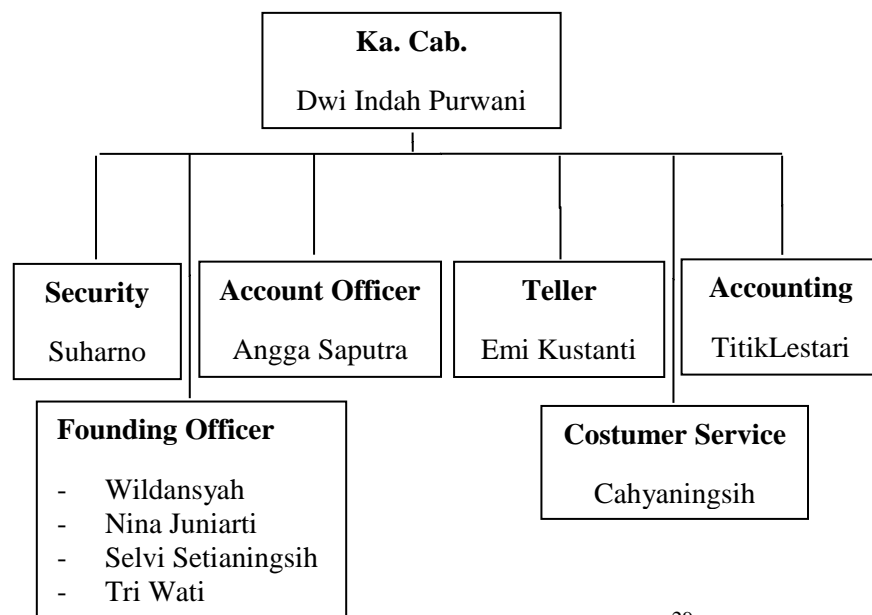 Ka. Cab.
Dwi Indah Purwani
Security
Suharno
Account Officer
Angga Saputra
Teller
Emi Kustanti
Accounting
TitikLestari
Founding Officer
- Wildansyah
- Nina Juniarti
- Selvi Setianingsih
- Tri Wati
Costumer Service
Cahyaningsih